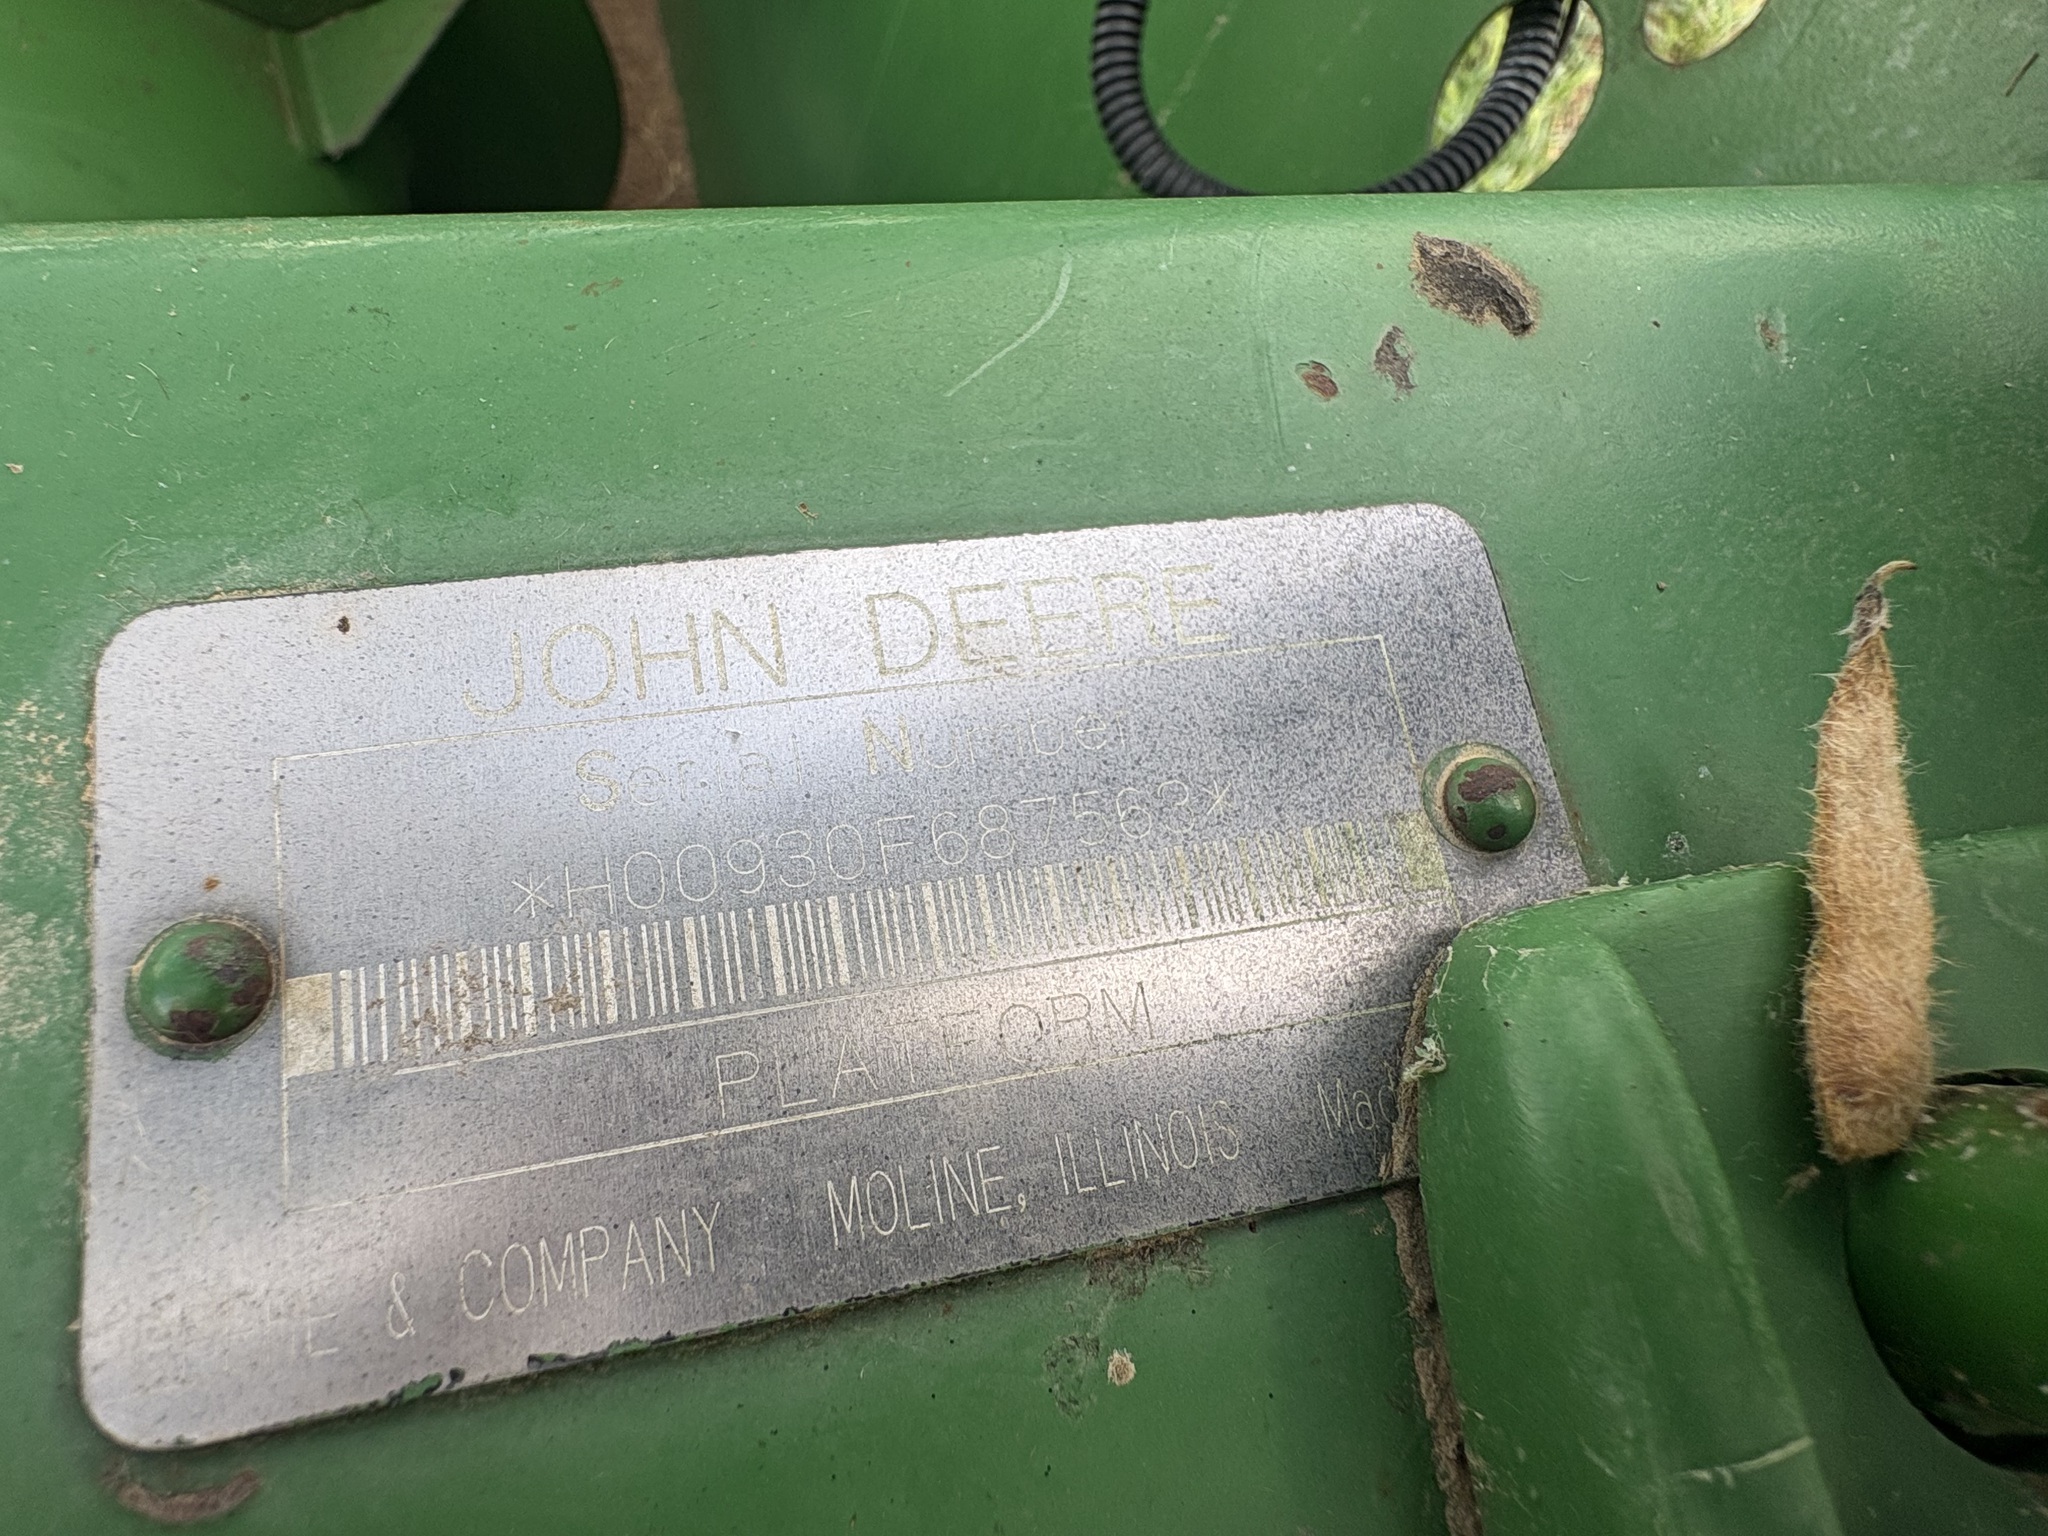 JOHN DEERE
Serial Number
*H00930F687563*
PLATFORM
& COMPANY MOLINE, ILLINOIS